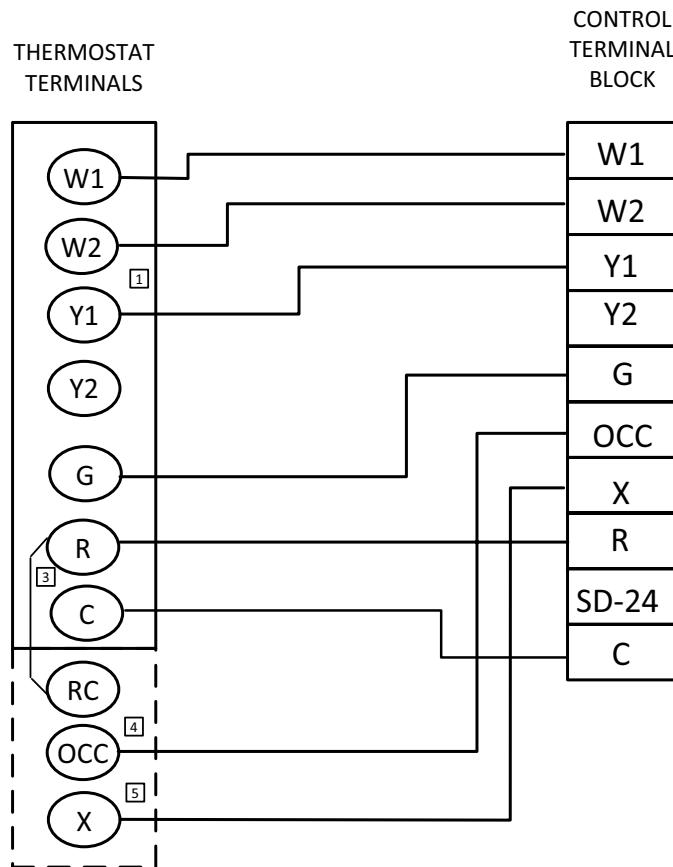 THERMOSTAT
TERMINALS
W1
W2
1
Y1
Y2
G
R
3
C
RC
4
OCC
5
X
CONTROL
TERMINAL
BLOCK
W1
W2
Y1
Y2
G
OCC
X
R
SD-24
C